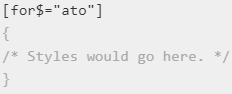 [for$="ato"]
{
/* Styles would go here. */
}